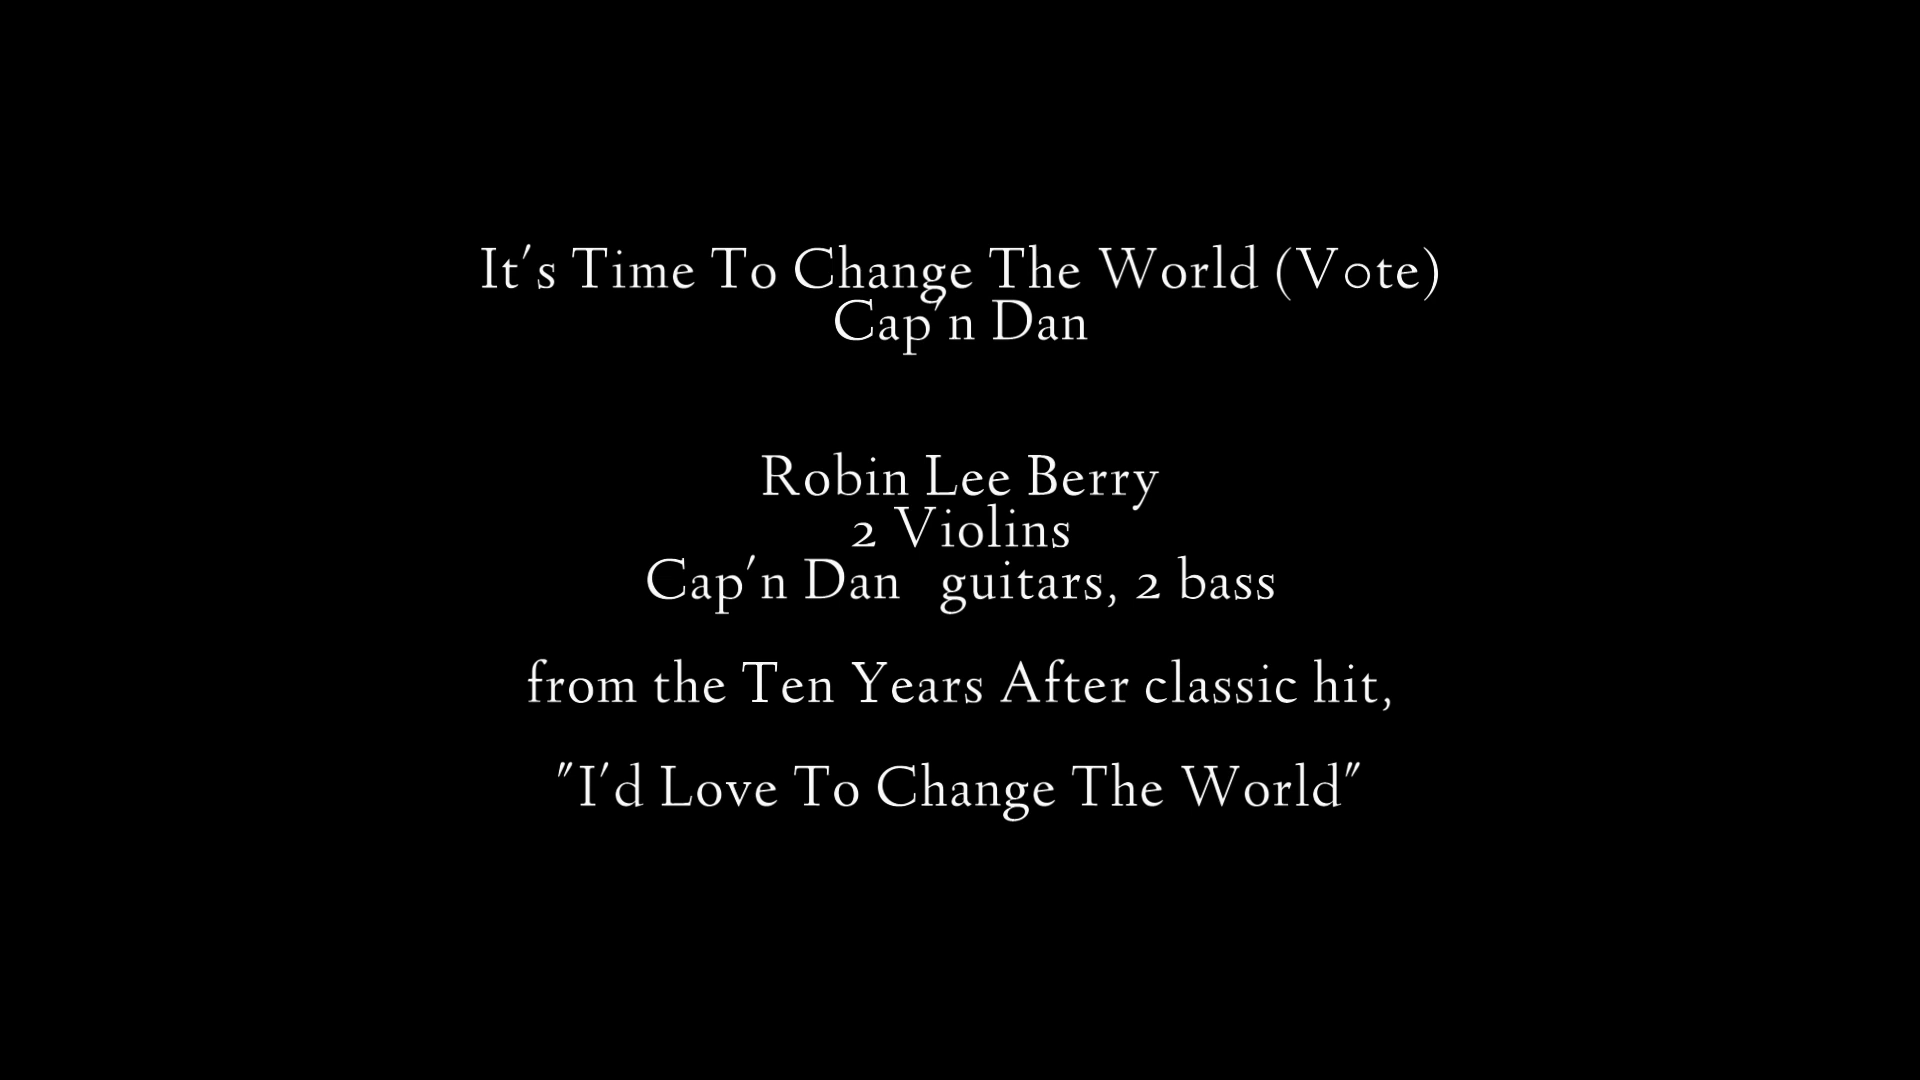 It's Time To Change The World (Vote)
Cap'n Dan
Robin Lee Berry
2 Violins
Cap'n Dan guitars, 2 bass
from the Ten Years After classic hit,
"I'd Love To Change The World"